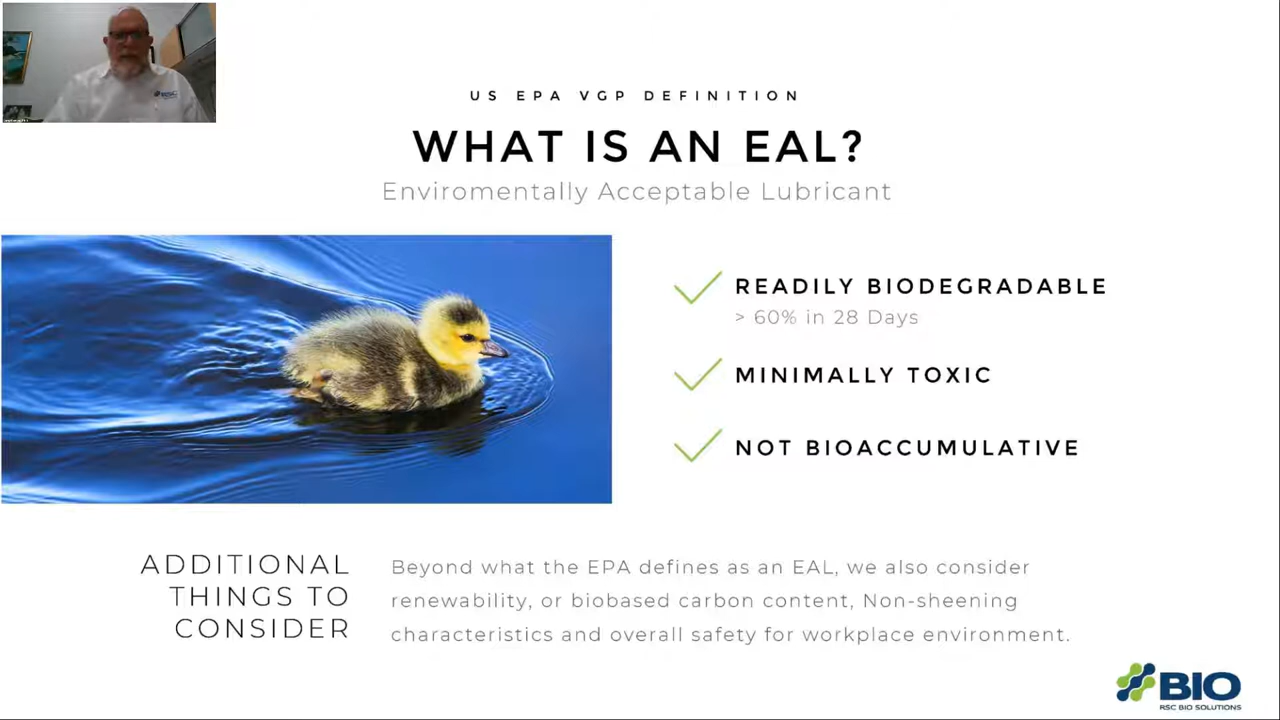 US EPA VGP DEFINITION
WHAT IS AN EAL?
Enviromentally Acceptable Lubricant
READILY BIODEGRADABLE
> 60% in 28 Days
MINIMALLY TOXIC
NOT BIOACCUMULATIVE
ADDITIONAL
THINGS TO
CONSIDER
Beyond what the EPA defines as an EAL, we also consider
renewability, or biobased carbon content, Non-sheening
characteristics and overall safety for workplace environment.
BIO
RSC BIO SOLUTIONS